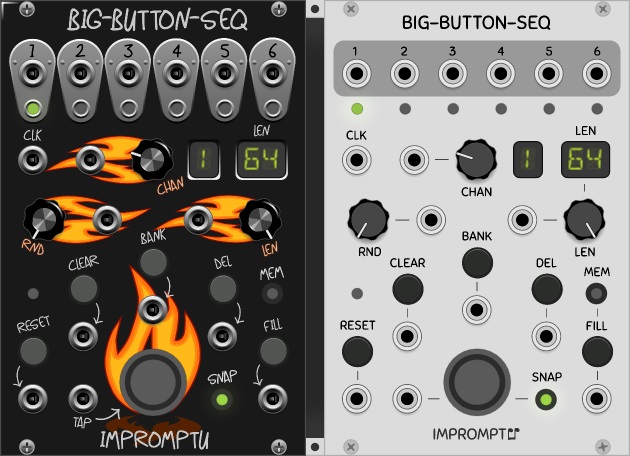 BIG-BUTTON-SEQ
1 2 3 4 5 6
CLK
LEN
1
64
CHAN
RND
LEN
BANK
CLEAR
DEL
MEM
RESET
FILL
SNAP
TAP
IMPROMPTU
BIG-BUTTON-SEQ
1 2 3 4 5 6
CLK
LEN
1
64
CHAN
RND
LEN
BANK
CLEAR
DEL
MEM
RESET
FILL
SNAP
IMPROMPTU